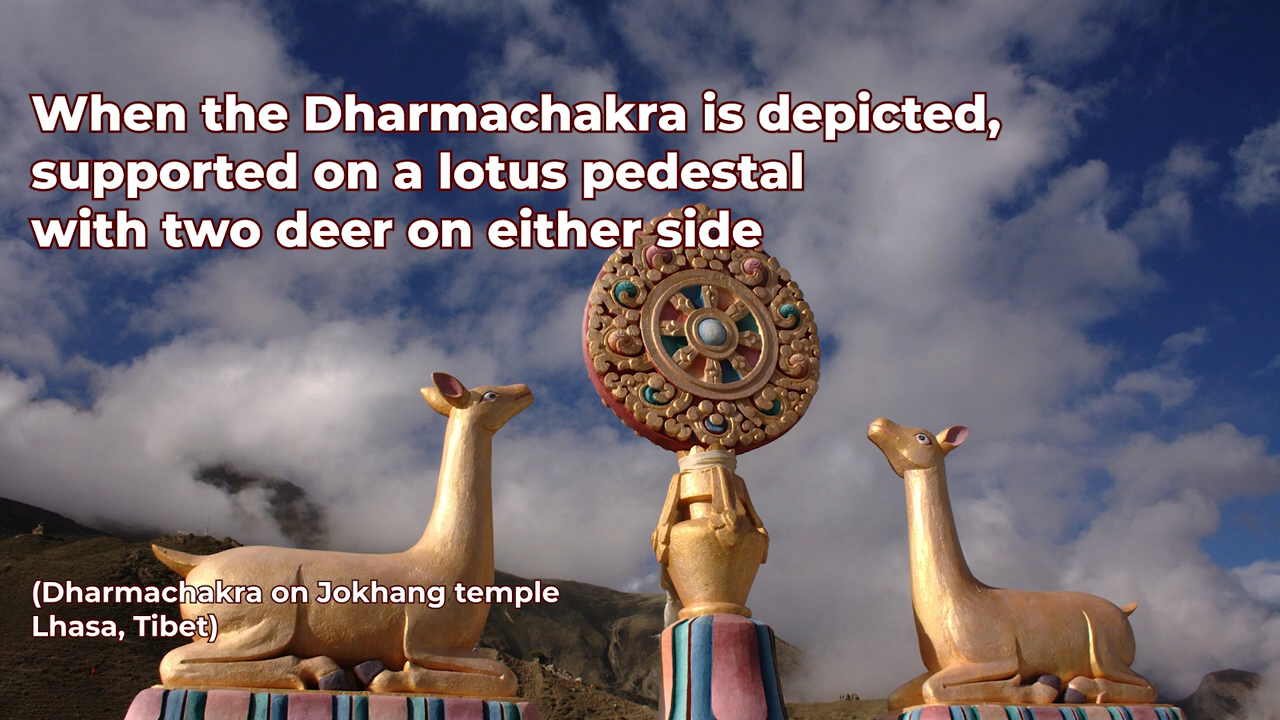 When the Dharmachakra is depicted,
supported on a lotus pedestal
with two deer on either side
(Dharmachakra on Jokhang temple
Lhasa, Tibet)